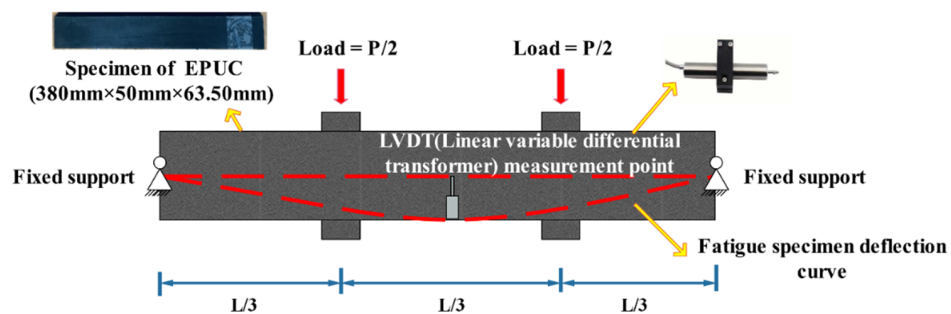 Load = P/2
Load = P/2
Specimen of EPUC
(380mm×50mm×63.50mm)
LVDT(Linear variable differential
transformer) measurement point
Fixed support
Fixed support
Fatigue specimen deflection
curve
L/3
L/3
L/3